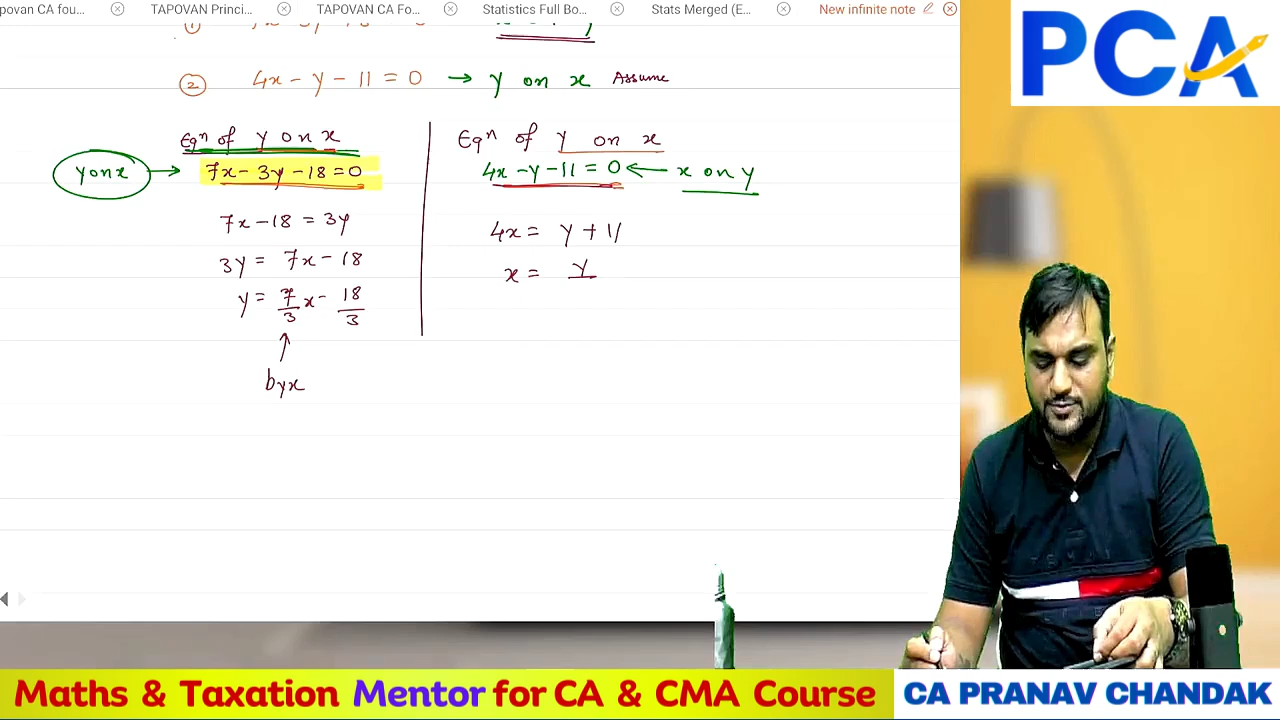 povan CA fou... TAPOVAN Princi... TAPOVAN CA Fo... Statistics Full Bo... Stats Merged (E... New infinite note
PCA
② 4x - y - 11 = 0 → y on x Assume
Eqⁿ of y on x
y on x → 7x - 3y - 18 = 0
7x - 18 = 3y
3y = 7x - 18
y = 7/3 x - 18/3
↑
byx
Eqⁿ of y on x
4x - y - 11 = 0 ← x on y
4x = y + 11
x = y
Maths & Taxation Mentor for CA & CMA Course
CA PRANAV CHANDAK